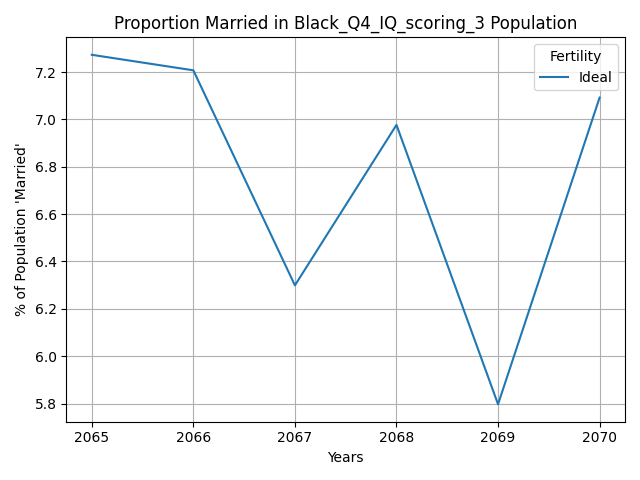 Proportion Married in Black_Q4_IQ_scoring_3 Population
Fertility
Ideal
% of Population 'Married'
7.2
7.0
6.8
6.6
6.4
6.2
6.0
5.8
2065 2066 2067 2068 2069 2070
Years